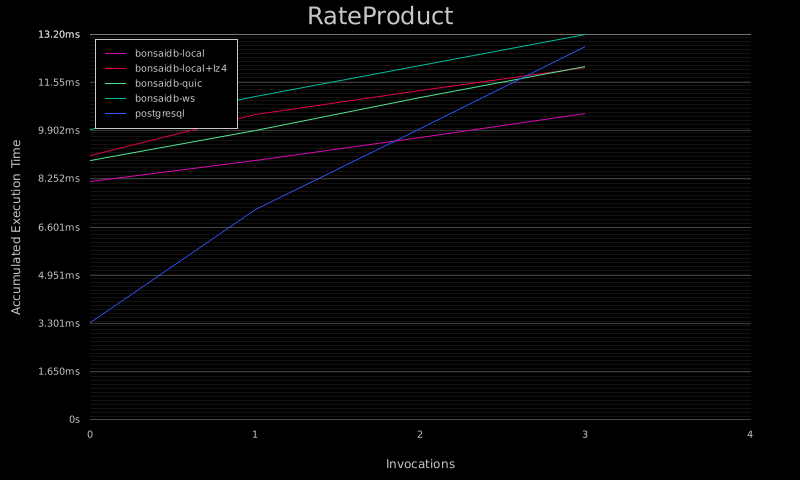 RateProduct
13.20ms
11.55ms
9.902ms
8.252ms
6.601ms
4.951ms
3.301ms
1.650ms
0s
bonsaidb-local
bonsaidb-local+lz4
bonsaidb-quic
bonsaidb-ws
postgresql
Accumulated Execution Time
0 1 2 3 4
Invocations